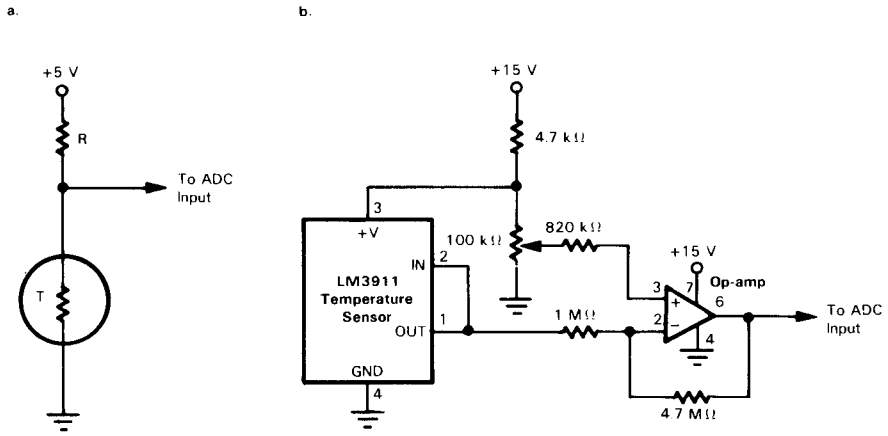 a.
+5 V
R
To ADC
Input
T
b.
+15 V
4.7 kΩ
3
+V
100 kΩ
820 kΩ
IN
2
LM3911
Temperature
Sensor
OUT
1
GND
4
1 MΩ
+15 V
Op-amp
3
+
7
6
2
−
4
4.7 MΩ
To ADC
Input